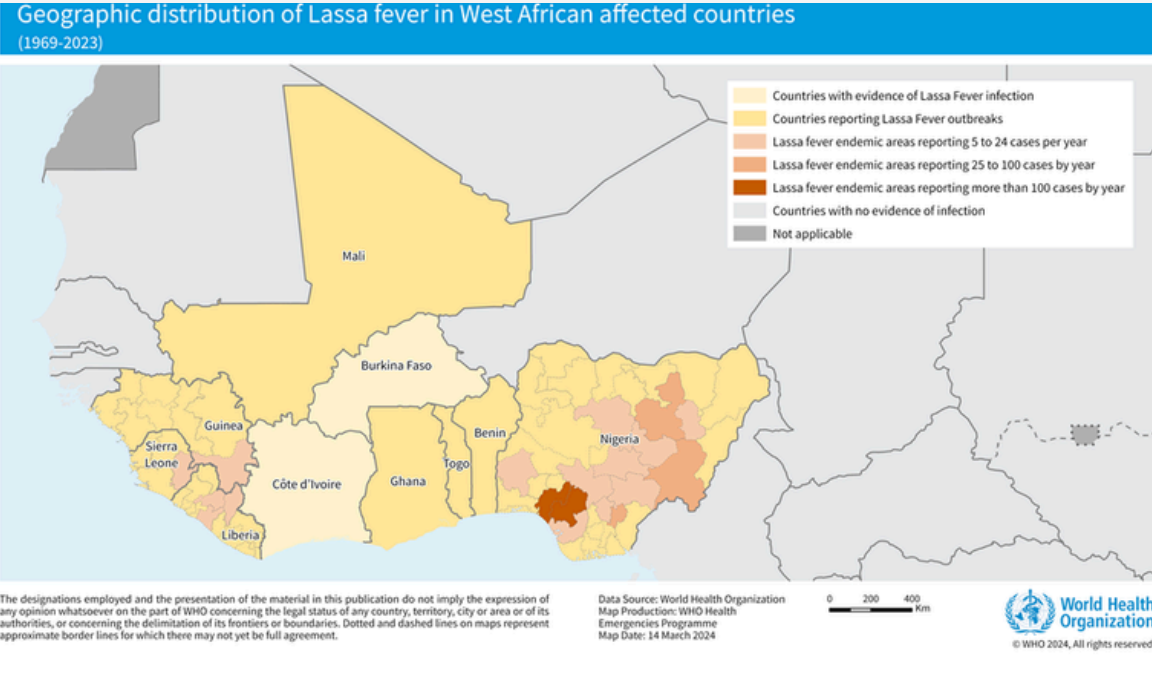 Geographic distribution of Lassa fever in West African affected countries
(1969-2023)
Countries with evidence of Lassa Fever infection
Countries reporting Lassa Fever outbreaks
Lassa fever endemic areas reporting 5 to 24 cases per year
Lassa fever endemic areas reporting 25 to 100 cases by year
Lassa fever endemic areas reporting more than 100 cases by year
Countries with no evidence of infection
Not applicable
Mali
Burkina Faso
Guinea
Sierra
Leone
Liberia
Côte d'Ivoire
Ghana
Togo
Benin
Nigeria
The designations employed and the presentation of the material in this publication do not imply the expression of
any opinion whatsoever on the part of WHO concerning the legal status of any country, territory, city or area or of its
authorities, or concerning the delimitation of its frontiers or boundaries. Dotted and dashed lines on maps represent
approximate border lines for which there may not yet be full agreement.
Data Source: World Health Organization
Map Production: WHO Health
Emergencies Programme
Map Date: 14 March 2024
0 200 400
Km
World Health
Organization
© WHO 2024, All rights reserved